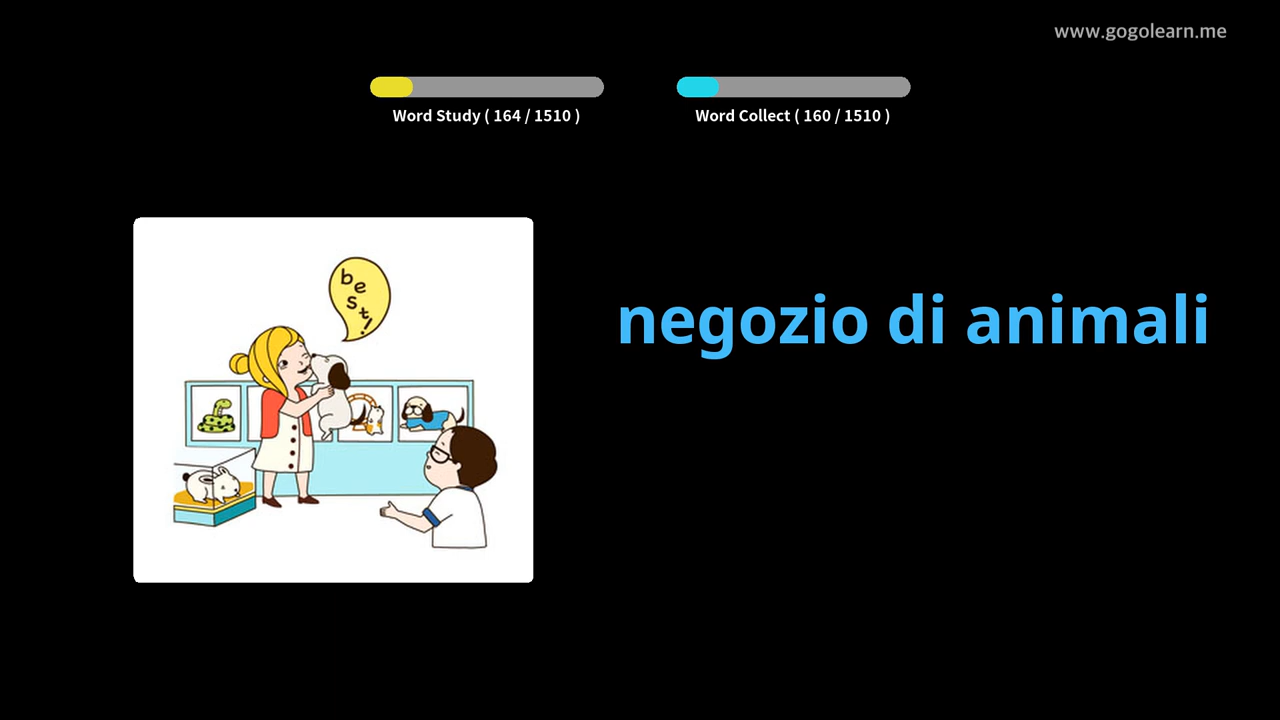 www.gogolearn.me
Word Study ( 164 / 1510 )
Word Collect ( 160 / 1510 )
best!
negozio di animali